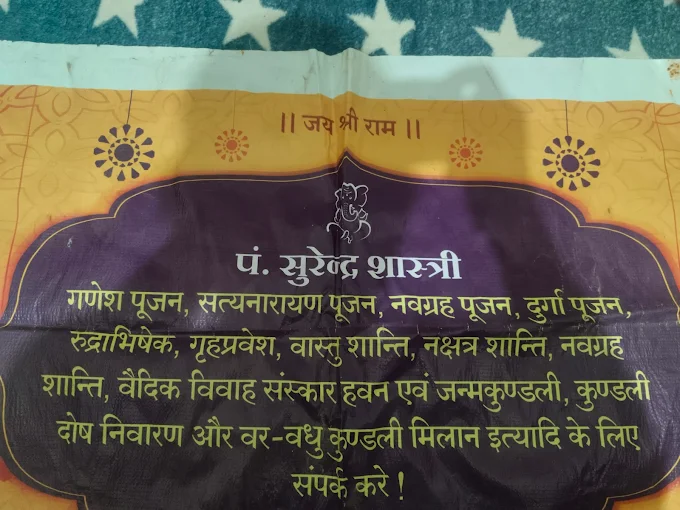 || जय श्री राम ||
पं. सुरेन्द्र शास्त्री
गणेश पूजन, सत्यनारायण पूजन, नवग्रह पूजन, दुर्गा पूजन,
रुद्राभिषेक, गृहप्रवेश, वास्तु शान्ति, नक्षत्र शान्ति, नवग्रह
शान्ति, वैदिक विवाह संस्कार हवन एवं जन्मकुण्डली, कुण्डली
दोष निवारण और वर-वधु कुण्डली मिलान इत्यादि के लिए
संपर्क करे !